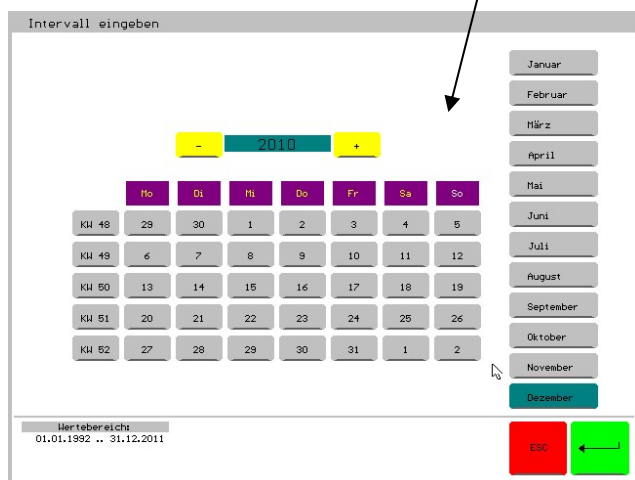 Intervall eingeben
Januar
Februar
März
- 2010 +
April
Mo Di Mi Do Fr Sa So
Mai
KW 48 29 30 1 2 3 4 5
Juni
KW 49 6 7 8 9 10 11 12
Juli
August
KW 50 13 14 15 16 17 18 19
September
KW 51 20 21 22 23 24 25 26
Oktober
KW 52 27 28 29 30 31 1 2
November
Dezember
Wertebereich:
01.01.1992 .. 31.12.2011
ESC